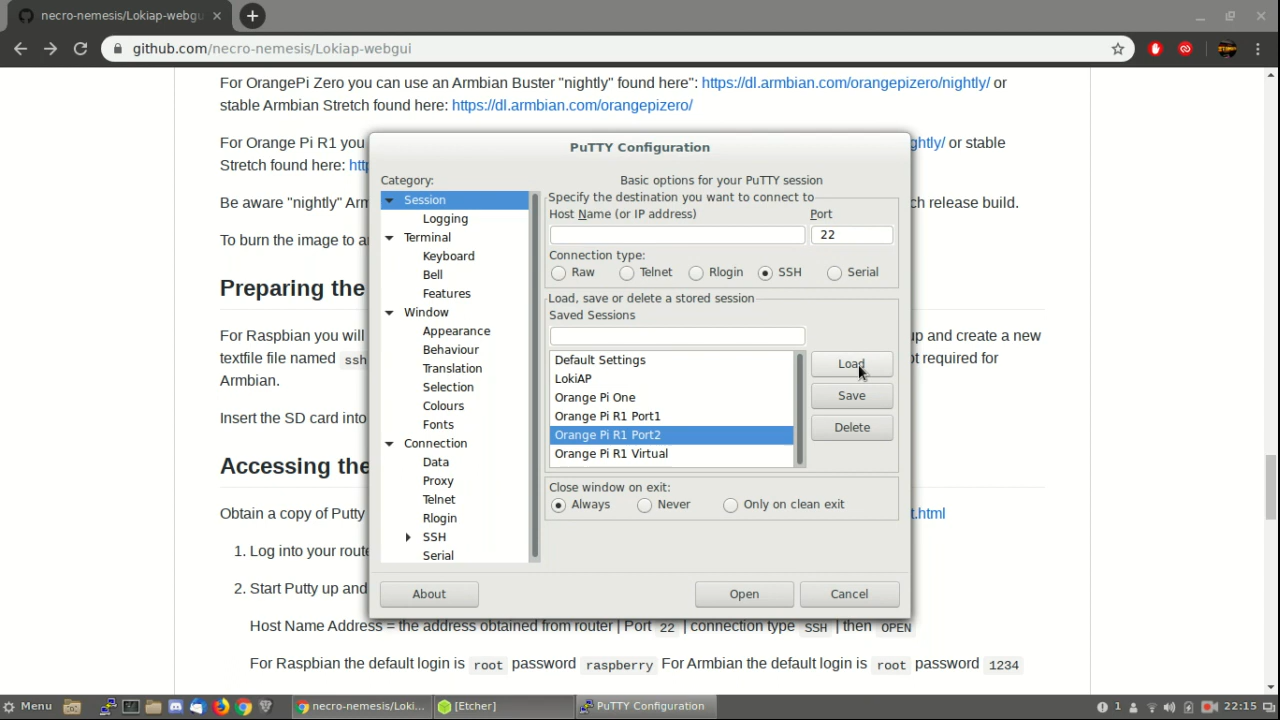 necro-nemesis/Lokiap-webgu
github.com/necro-nemesis/Lokiap-webgui
For OrangePi Zero you can use an Armbian Buster "nightly" found here": https://dl.armbian.com/orangepizero/nightly/ or
stable Armbian Stretch found here: https://dl.armbian.com/orangepizero/
For Orange Pi R1 you
ghtly/ or stable
Stretch found here: htt
Be aware "nightly" Arm
ch release build.
To burn the image to a
Preparing the
For Raspbian you will
up and create a new
textfile file named ssh
ot required for
Armbian.
Insert the SD card into
Accessing the
Obtain a copy of Putty
t.html
1. Log into your route
2. Start Putty up and
Host Name Address = the address obtained from router | Port 22 | connection type SSH | then OPEN
For Raspbian the default login is root password raspberry For Armbian the default login is root password 1234
PuTTY Configuration
Category:
Session
Logging
Terminal
Keyboard
Bell
Features
Window
Appearance
Behaviour
Translation
Selection
Colours
Fonts
Connection
Data
Proxy
Telnet
Rlogin
SSH
Serial
Basic options for your PuTTY session
Specify the destination you want to connect to
Host Name (or IP address) Port
22
Connection type:
Raw Telnet Rlogin SSH Serial
Load, save or delete a stored session
Saved Sessions
Default Settings
LokiAP
Orange Pi One
Orange Pi R1 Port1
Orange Pi R1 Port2
Orange Pi R1 Virtual
Load
Save
Delete
Close window on exit:
Always Never Only on clean exit
About Open Cancel
Menu necro-nemesis/Loki... [Etcher] PuTTY Configuration 1 22:15